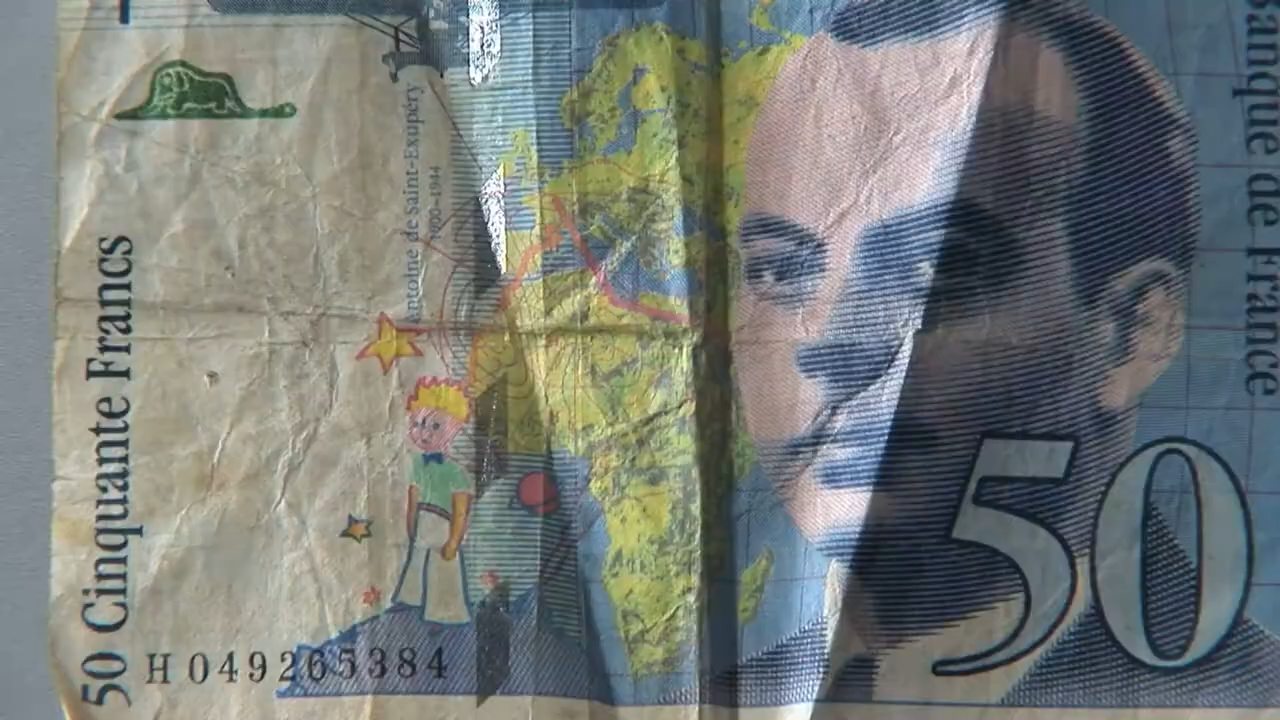 50 Cinquante Francs
H 049265384
Antoine de Saint-Exupéry
1900-1944
50
Banque de France